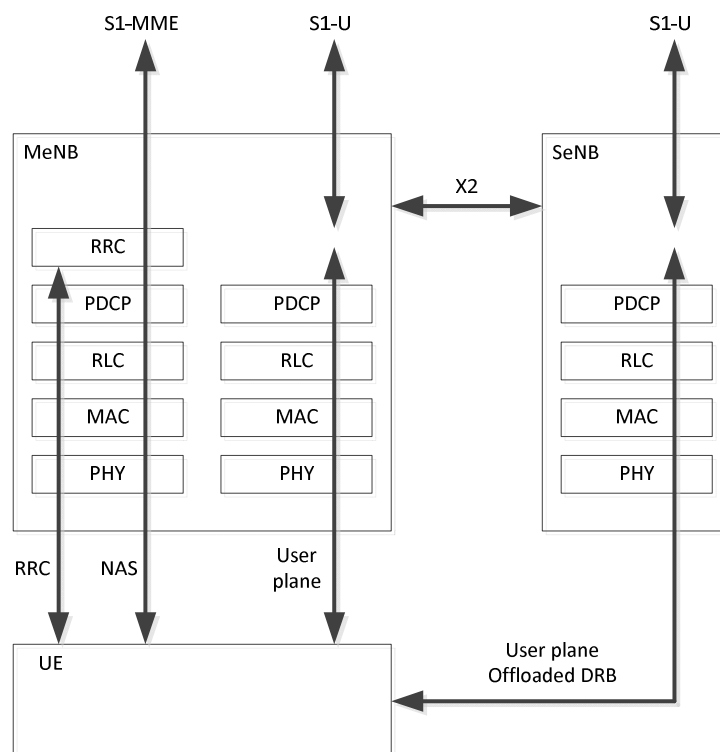 S1-MME
S1-U
S1-U
MeNB
SeNB
X2
RRC
PDCP
PDCP
PDCP
RLC
RLC
RLC
MAC
MAC
MAC
PHY
PHY
PHY
RRC
NAS
User
plane
UE
User plane
Offloaded DRB